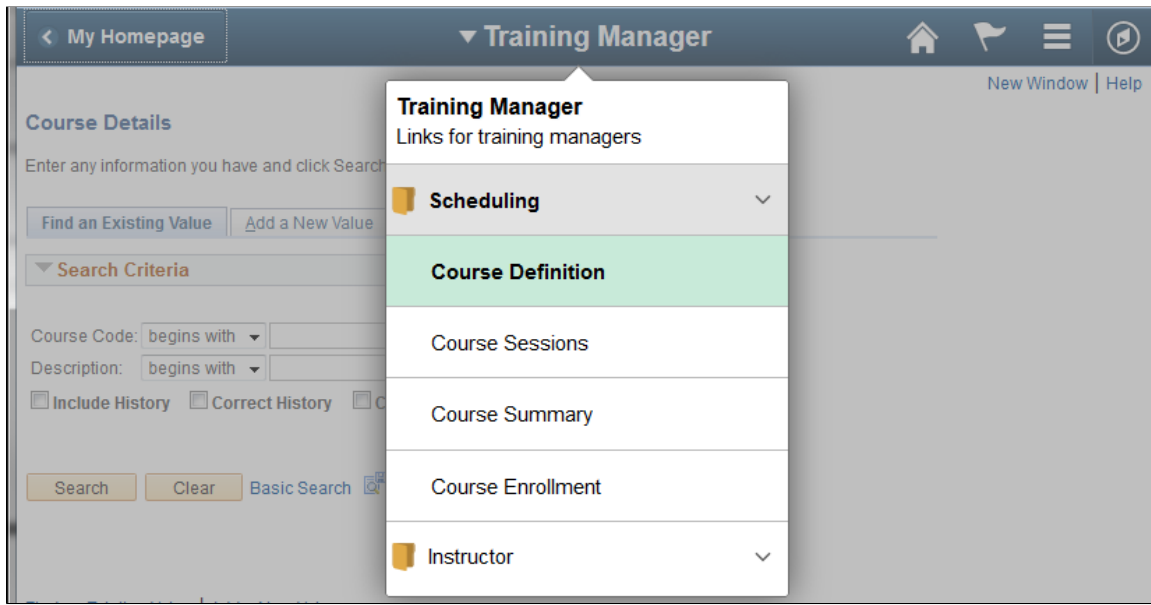 My Homepage
Training Manager
New Window | Help
Course Details
Enter any information you have and click Search
Find an Existing Value
Add a New Value
Search Criteria
Course Code: begins with
Description: begins with
Include History Correct History C
Search Clear Basic Search
Training Manager
Links for training managers
Scheduling
Course Definition
Course Sessions
Course Summary
Course Enrollment
Instructor